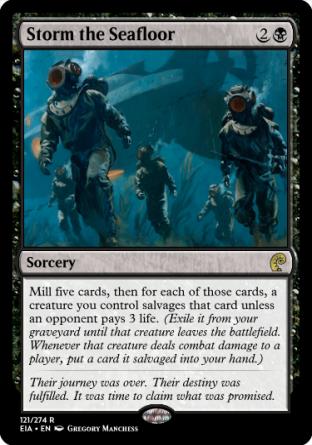 Storm the Seafloor 2
Sorcery
Mill five cards, then for each of those cards, a
creature you control salvages that card unless
an opponent pays 3 life. (Exile it from your
graveyard until that creature leaves the battlefield.
Whenever that creature deals combat damage to a
player, put a card it salvaged into your hand.)
Their journey was over. Their destiny was
fulfilled. It was time to claim what was promised.
121/274 R
EIA • EN Gregory Manchess